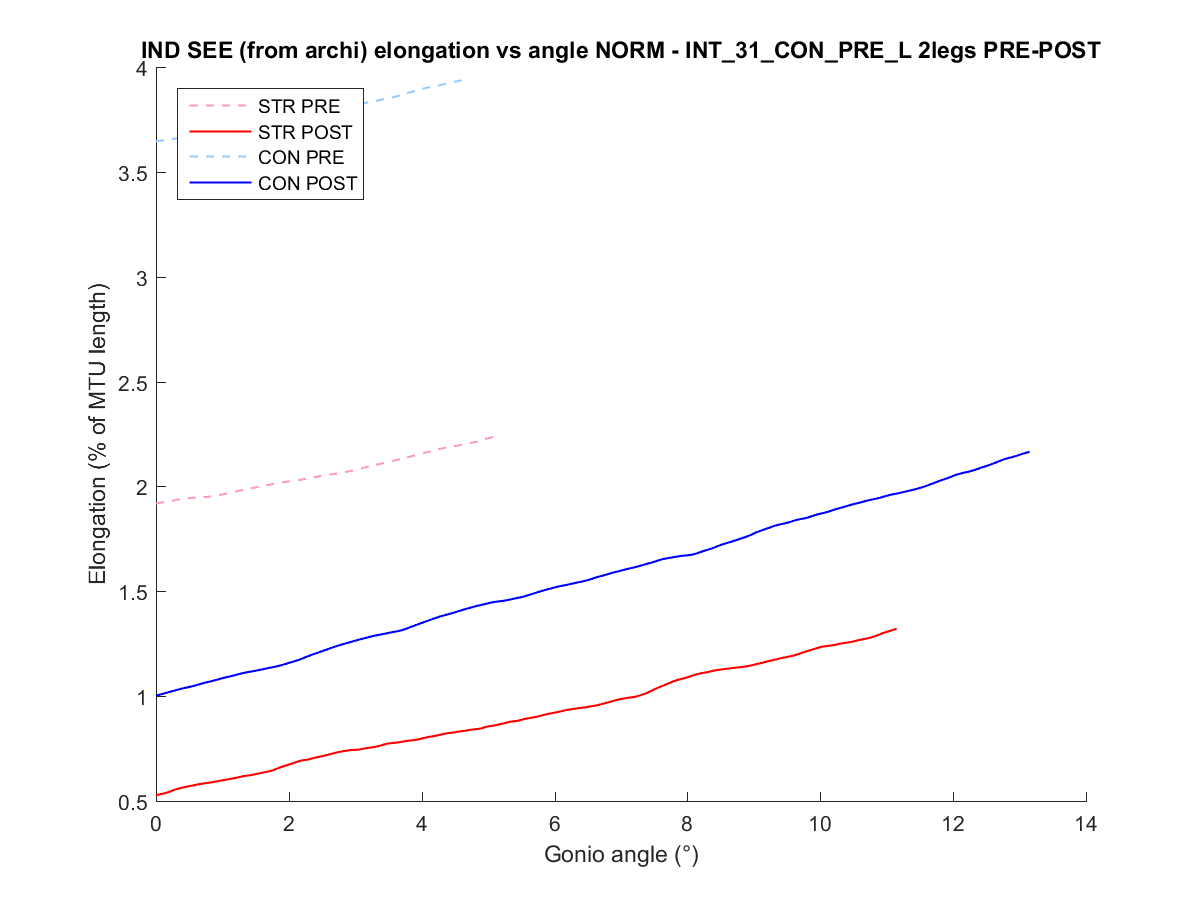 IND SEE (from archi) elongation vs angle NORM - INT_31_CON_PRE_L 2legs PRE-POST
4
3.5
3
2.5
2
1.5
1
0.5
Elongation (% of MTU length)
STR PRE
STR POST
CON PRE
CON POST
0 2 4 6 8 10 12 14
Gonio angle (°)